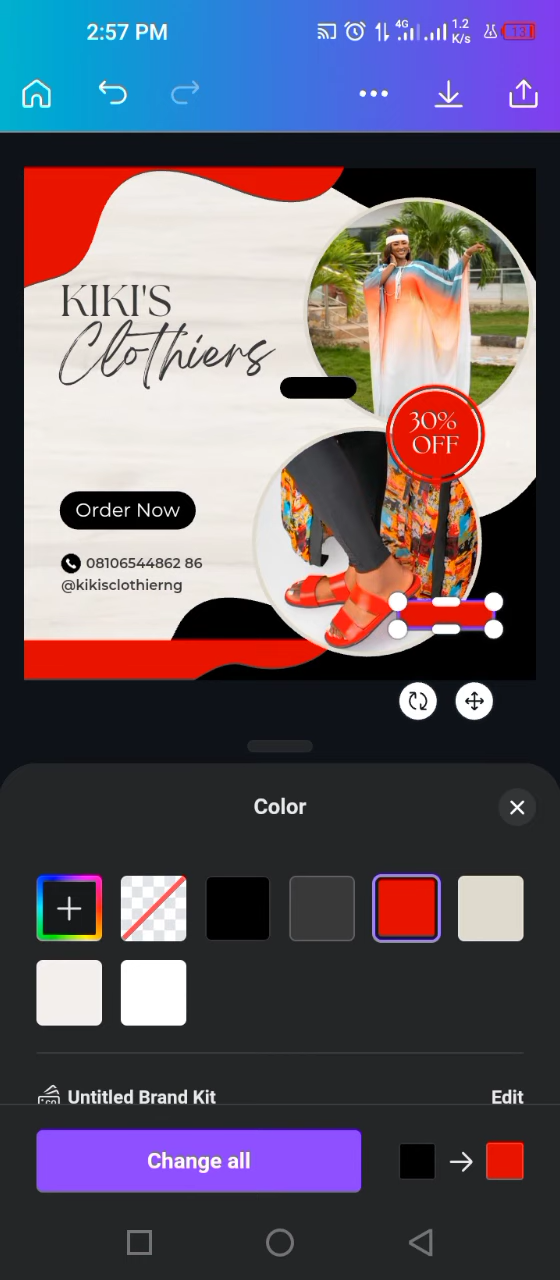 2:57 PM
4G
1.2
K/s
13
KIKI'S
Clothiers
30%
OFF
Order Now
08106544862 86
@kikisclothierng
Color
Untitled Brand Kit
Edit
Change all